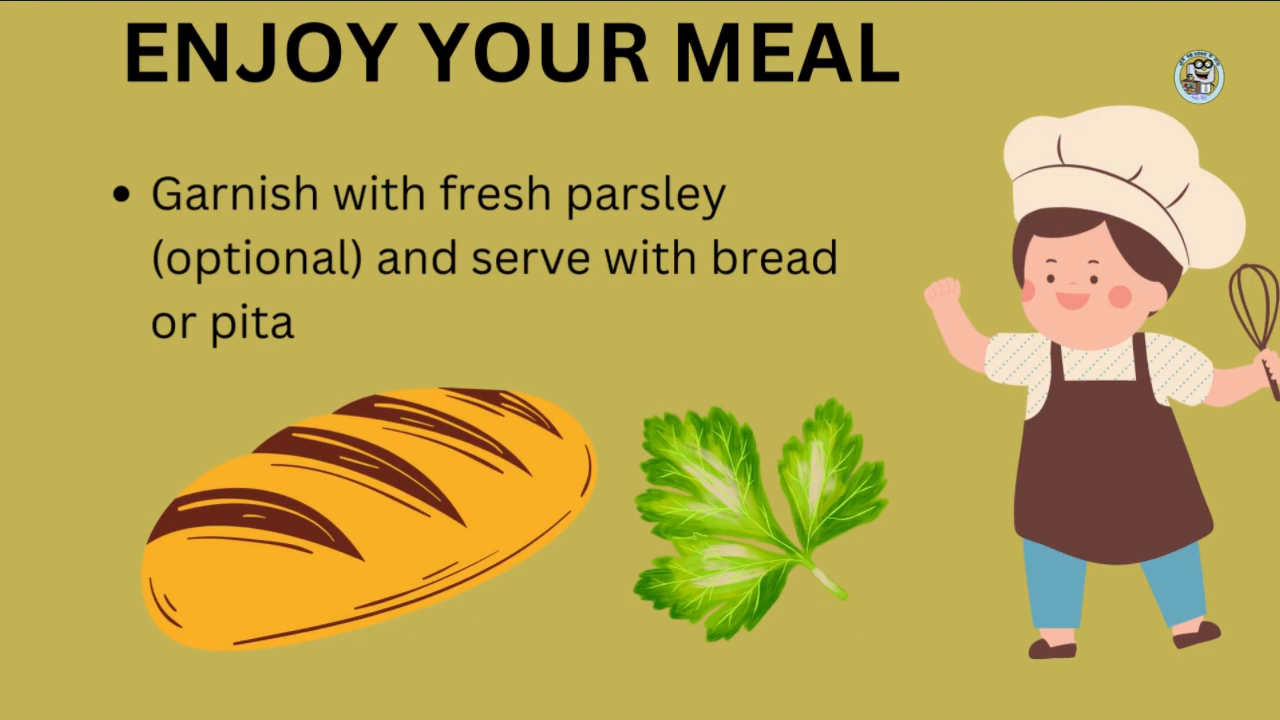 ENJOY YOUR MEAL
• Garnish with fresh parsley
(optional) and serve with bread
or pita